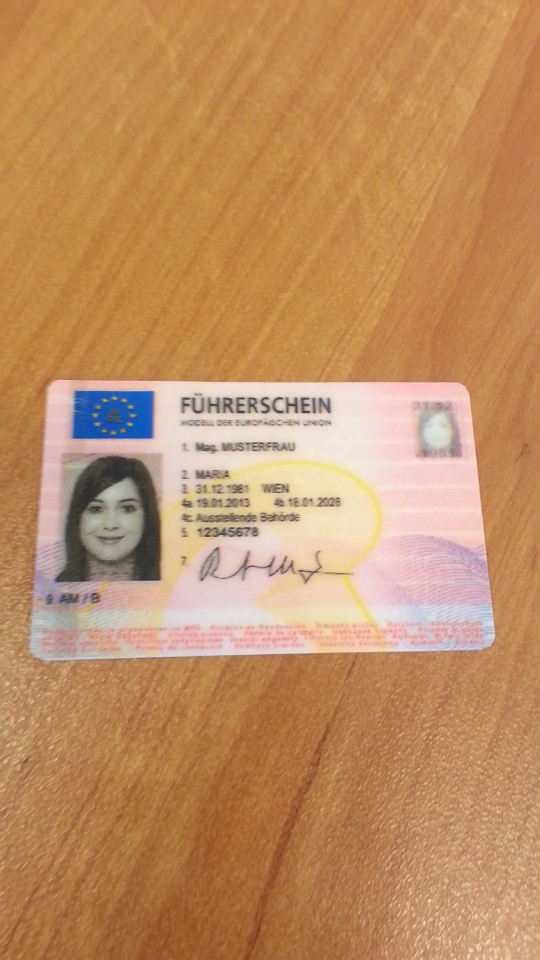 A
FÜHRERSCHEIN
MODELL DER EUROPÄISCHEN UNION
1. Mag. MUSTERFRAU
2. MARIA
3. 31.12.1981 WIEN
4a. 19.01.2013 4b. 18.01.2028
4c. Ausstellende Behörde
5. 12345678
7.
9. AM / B